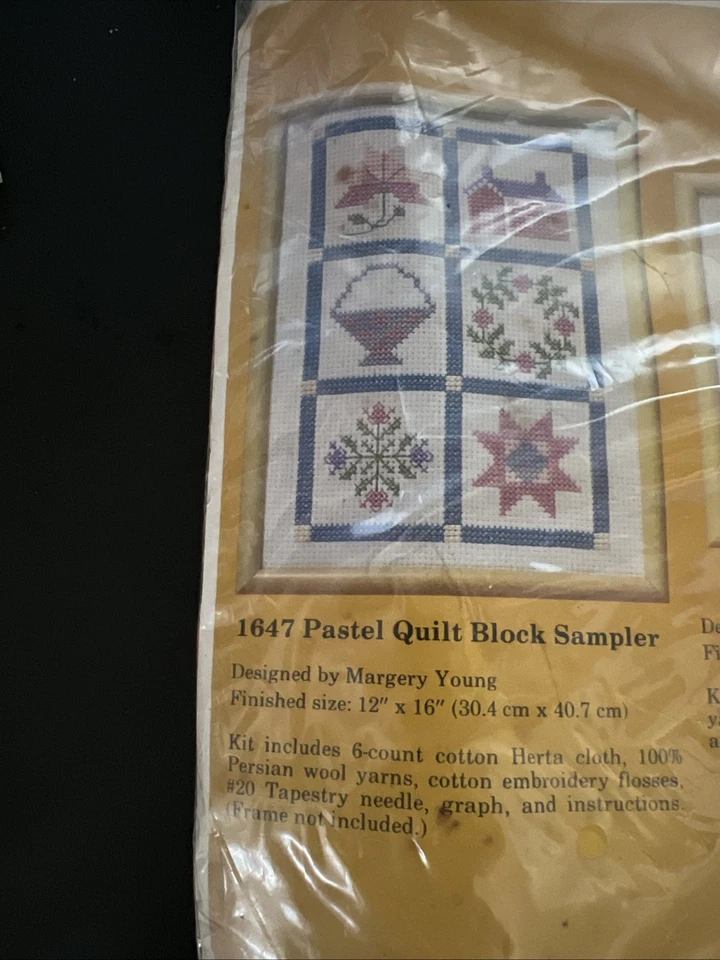 1647 Pastel Quilt Block Sampler
Designed by Margery Young
Finished size: 12″ x 16″ (30.4 cm x 40.7 cm)
Kit includes 6-count cotton Herta cloth, 100%
Persian wool yarns, cotton embroidery flosses,
#20 Tapestry needle, graph, and instructions.
(Frame not included.)
De
Fi
K
y
a